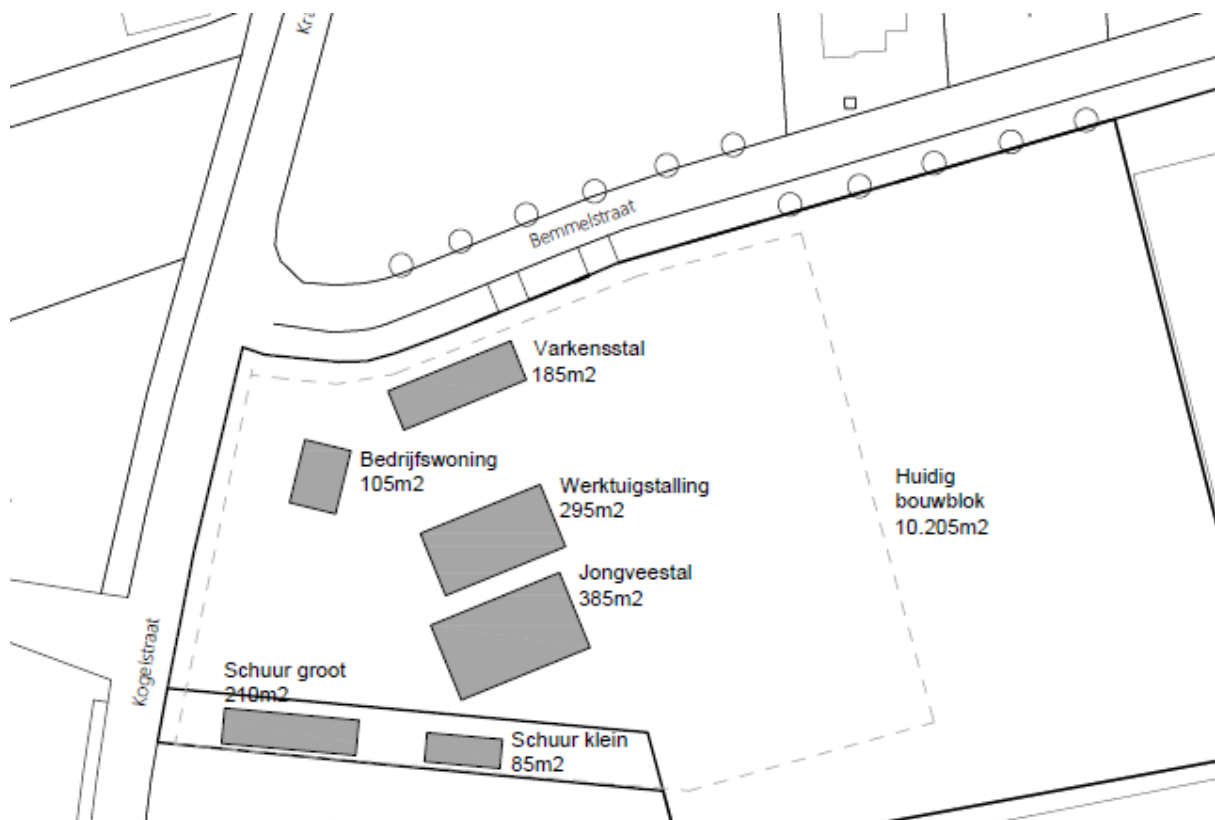 Kra
Bemmelstraat
Varkensstal
185m2
Bedrijfswoning
105m2
Werktuigstalling
295m2
Huidig
bouwblok
10.205m2
Jongveestal
385m2
Kogelstraat
Schuur groot
210m2
Schuur klein
85m2